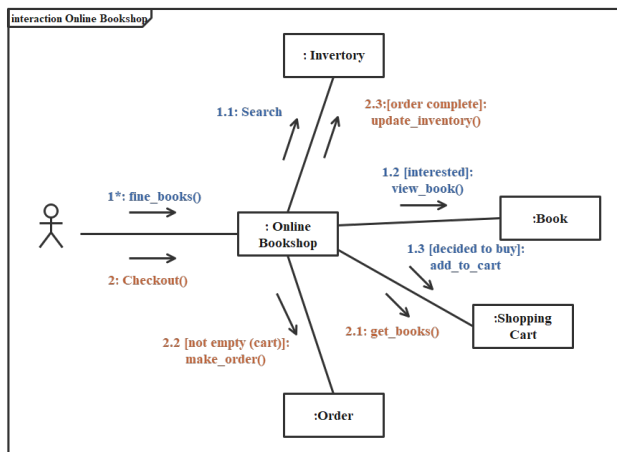 interaction Online Bookshop
: Invertory
1.1: Search
2.3:[order complete]:
update_inventory()
1.2 [interested]:
view_book()
1*: fine_books()
: Online
Bookshop
:Book
2: Checkout()
1.3 [decided to buy]:
add_to_cart
:Shopping
Cart
2.1: get_books()
2.2 [not empty (cart)]:
make_order()
:Order